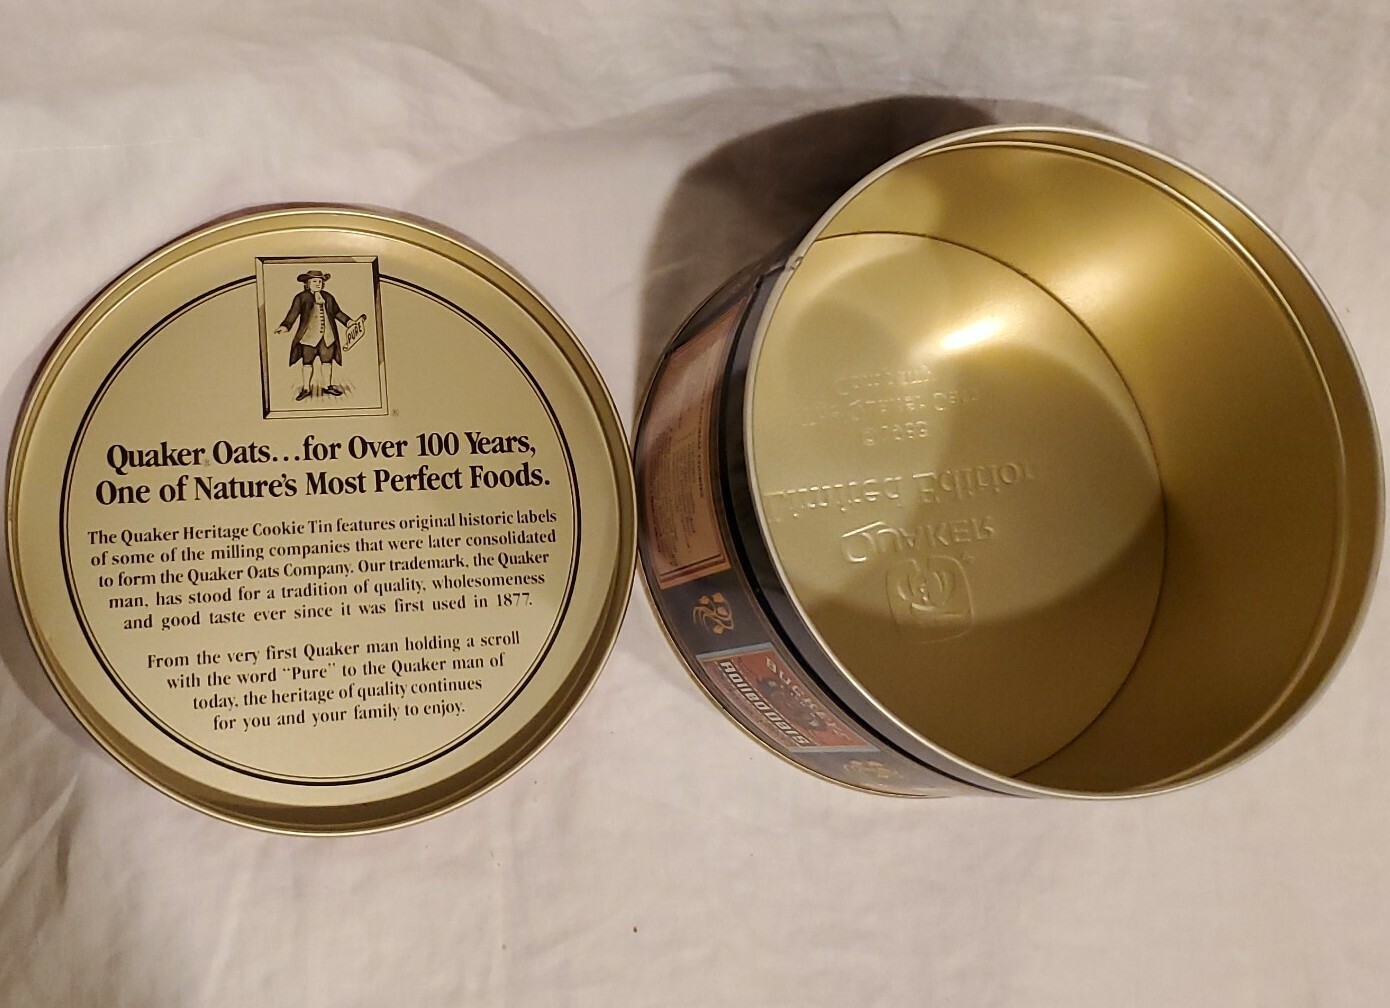 PURE
®
Quaker Oats...for Over 100 Years,
One of Nature's Most Perfect Foods.
The Quaker Heritage Cookie Tin features original historic labels
of some of the milling companies that were later consolidated
to form the Quaker Oats Company. Our trademark, the Quaker
man, has stood for a tradition of quality, wholesomeness
and good taste ever since it was first used in 1877.
From the very first Quaker man holding a scroll
with the word "Pure" to the Quaker man of
today, the heritage of quality continues
for you and your family to enjoy.
QUAKER
Limited Edition
Rolled Oats